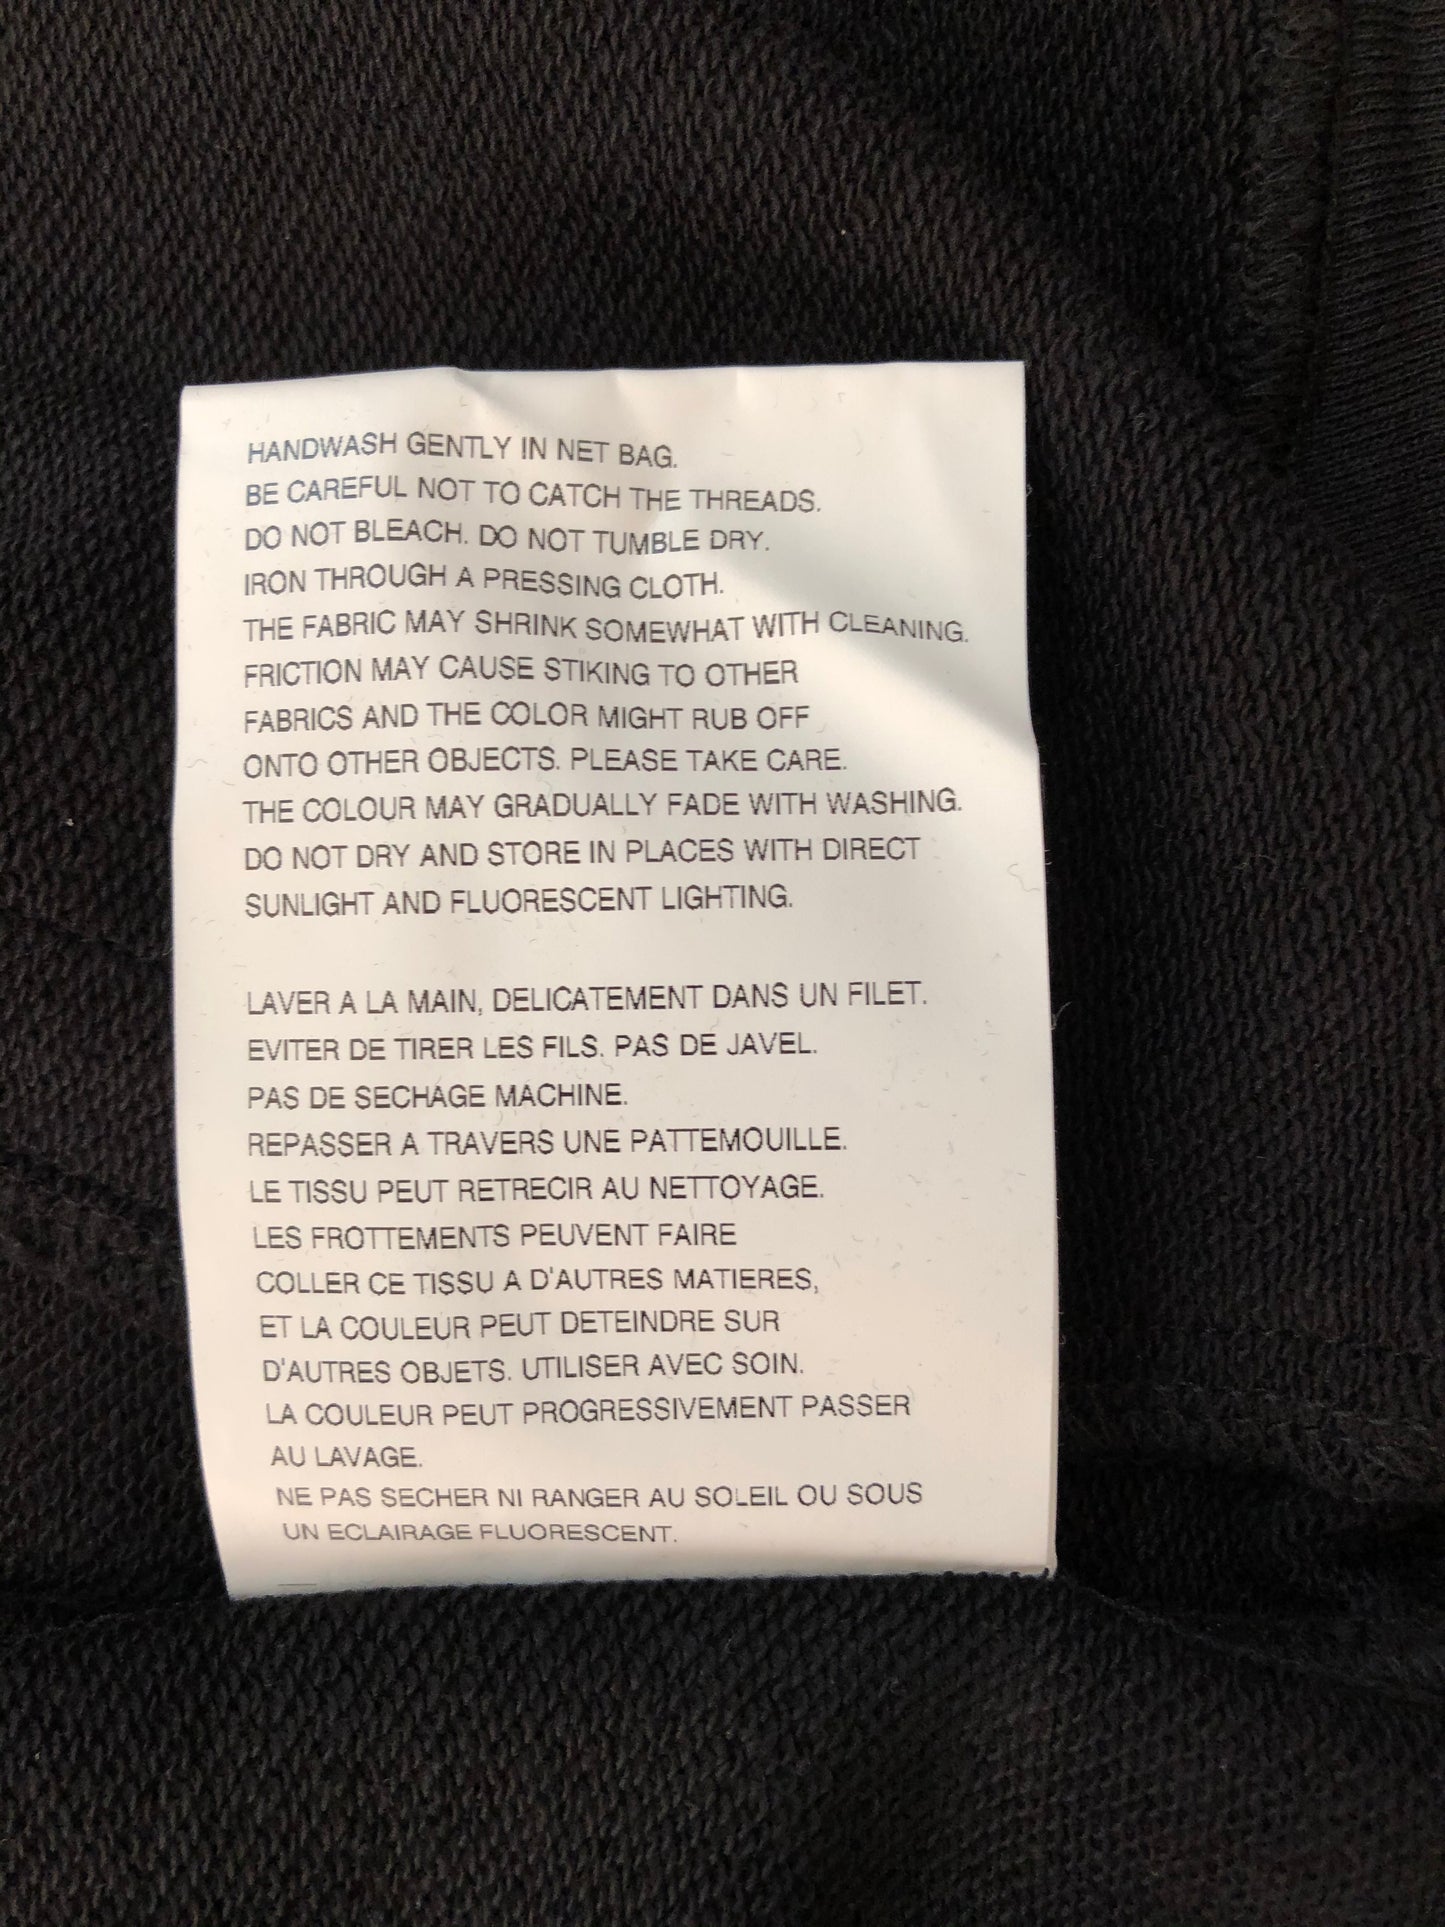 HANDWASH GENTLY IN NET BAG.
BE CAREFUL NOT TO CATCH THE THREADS.
DO NOT BLEACH. DO NOT TUMBLE DRY.
IRON THROUGH A PRESSING CLOTH.
THE FABRIC MAY SHRINK SOMEWHAT WITH CLEANING.
FRICTION MAY CAUSE STIKING TO OTHER
FABRICS AND THE COLOR MIGHT RUB OFF
ONTO OTHER OBJECTS. PLEASE TAKE CARE.
THE COLOUR MAY GRADUALLY FADE WITH WASHING.
DO NOT DRY AND STORE IN PLACES WITH DIRECT
SUNLIGHT AND FLUORESCENT LIGHTING.
LAVER A LA MAIN, DELICATEMENT DANS UN FILET.
EVITER DE TIRER LES FILS. PAS DE JAVEL.
PAS DE SECHAGE MACHINE.
REPASSER A TRAVERS UNE PATTEMOUILLE.
LE TISSU PEUT RETRECIR AU NETTOYAGE.
LES FROTTEMENTS PEUVENT FAIRE
COLLER CE TISSU A D'AUTRES MATIERES,
ET LA COULEUR PEUT DETEINDRE SUR
D'AUTRES OBJETS. UTILISER AVEC SOIN.
LA COULEUR PEUT PROGRESSIVEMENT PASSER
AU LAVAGE.
NE PAS SECHER NI RANGER AU SOLEIL OU SOUS
UN ECLAIRAGE FLUORESCENT.